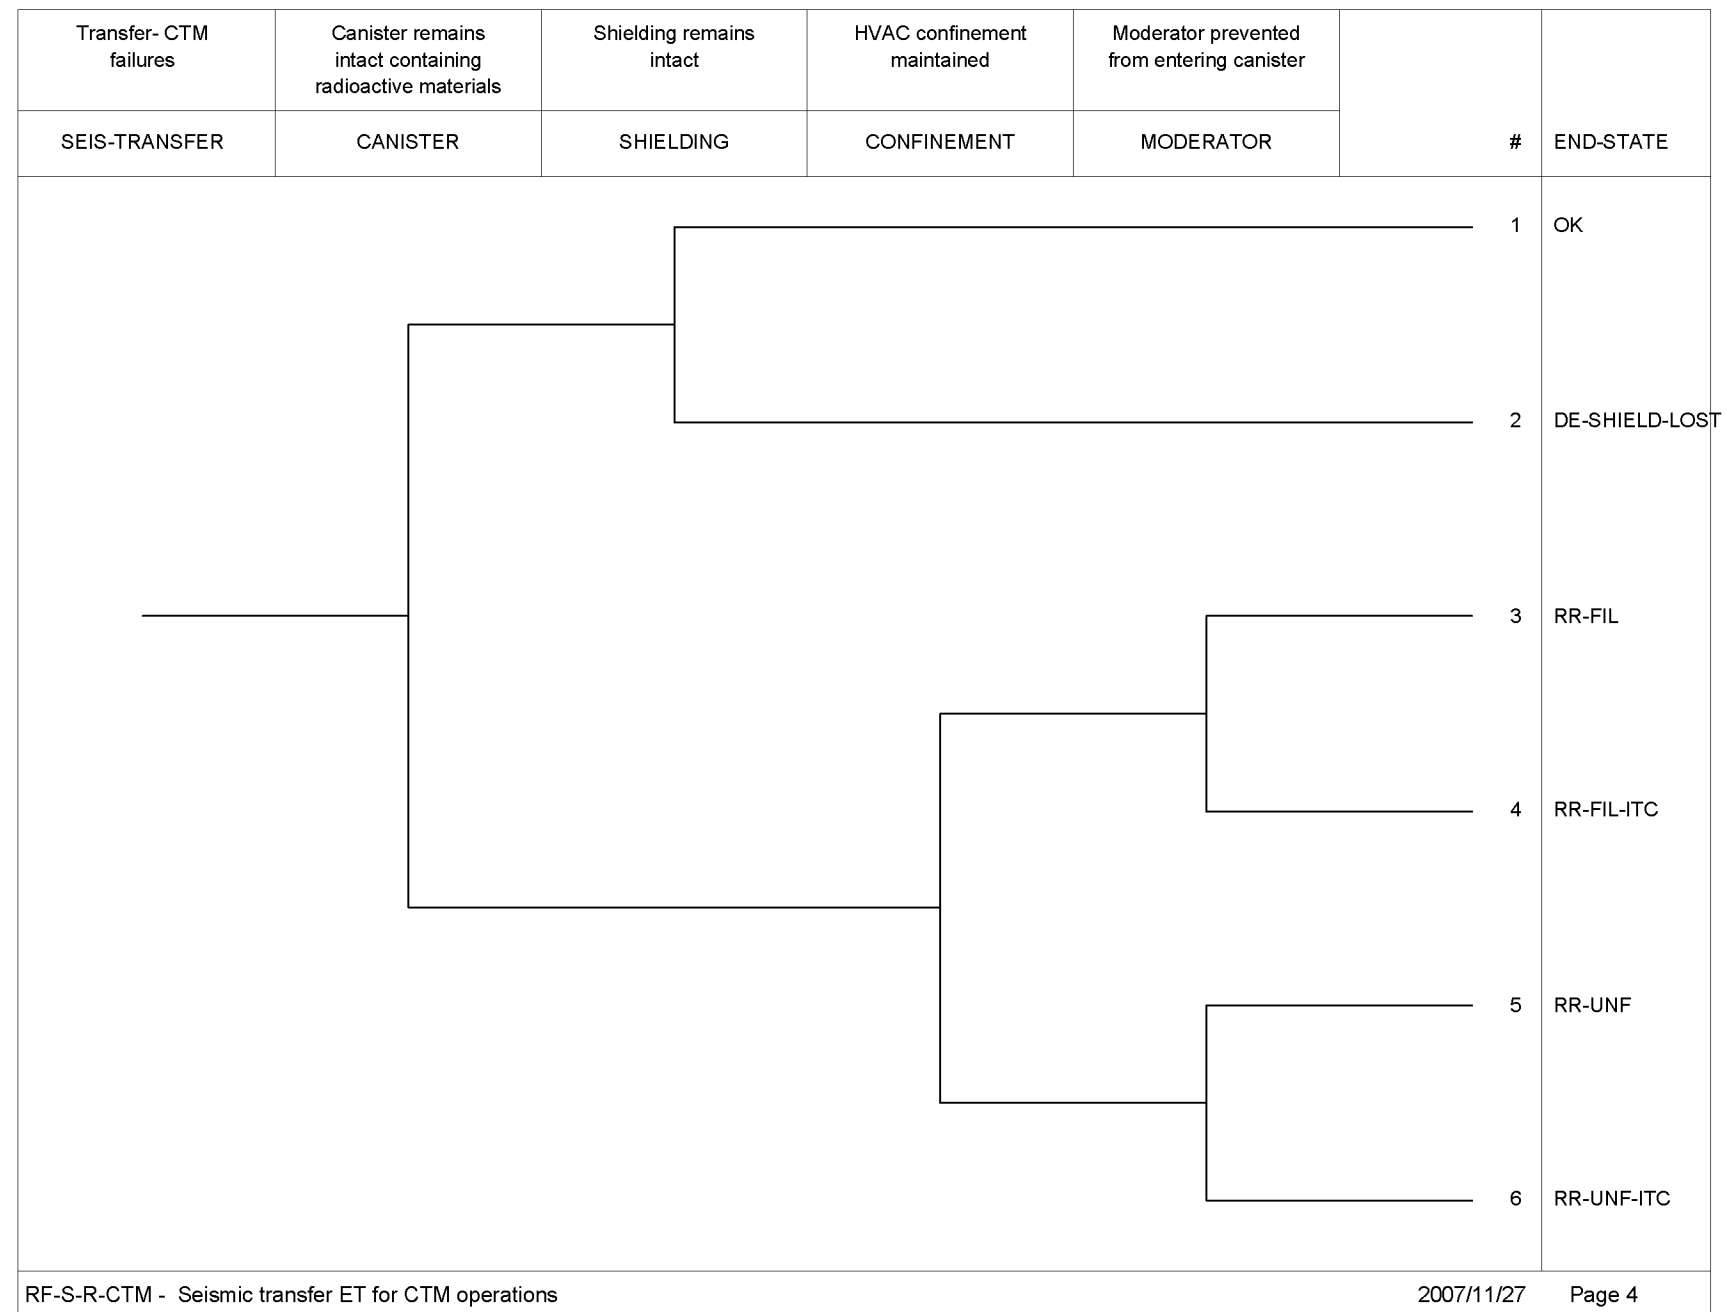 Transfer- CTM
failures
Canister remains
intact containing
radioactive materials
Shielding remains
intact
HVAC confinement
maintained
Moderator prevented
from entering canister
SEIS-TRANSFER
CANISTER
SHIELDING
CONFINEMENT
MODERATOR
#
END-STATE
1 OK
2 DE-SHIELD-LOST
3 RR-FIL
4 RR-FIL-ITC
5 RR-UNF
6 RR-UNF-ITC
RF-S-R-CTM - Seismic transfer ET for CTM operations
2007/11/27
Page 4